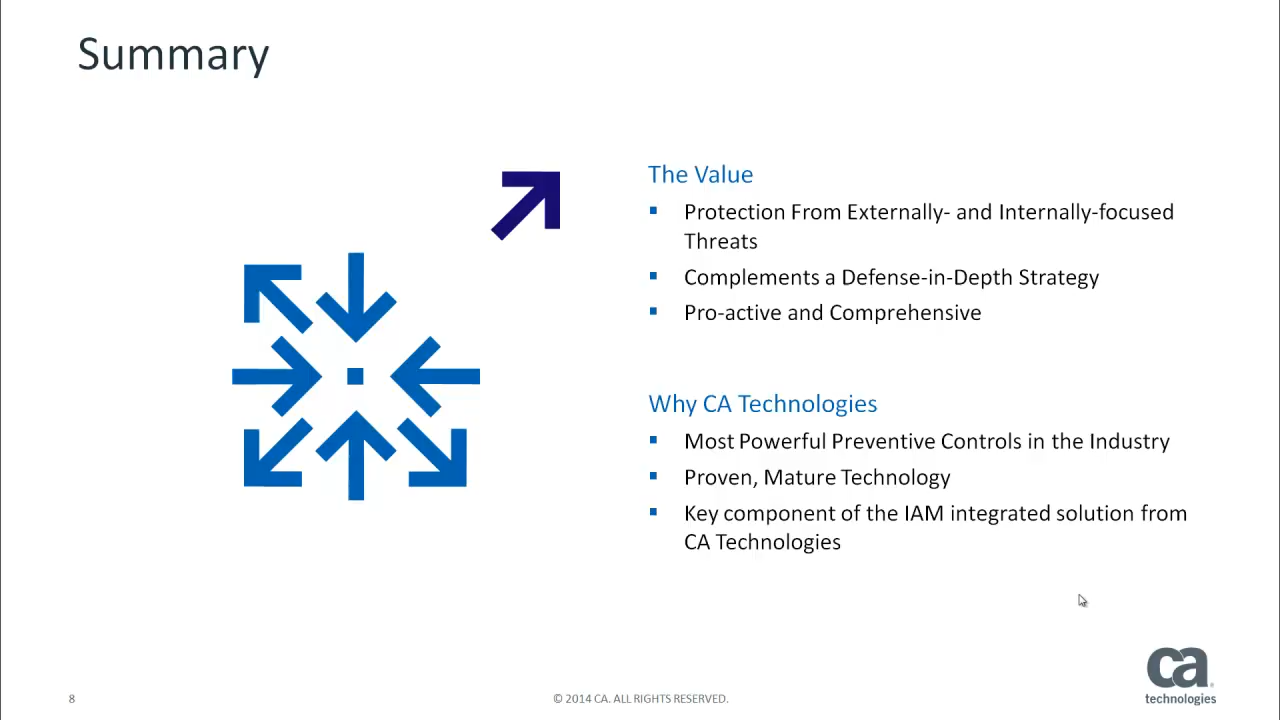 Summary
The Value
▪ Protection From Externally- and Internally-focused
Threats
▪ Complements a Defense-in-Depth Strategy
▪ Pro-active and Comprehensive
Why CA Technologies
▪ Most Powerful Preventive Controls in the Industry
▪ Proven, Mature Technology
▪ Key component of the IAM integrated solution from
CA Technologies
8
© 2014 CA. ALL RIGHTS RESERVED.
ca
technologies